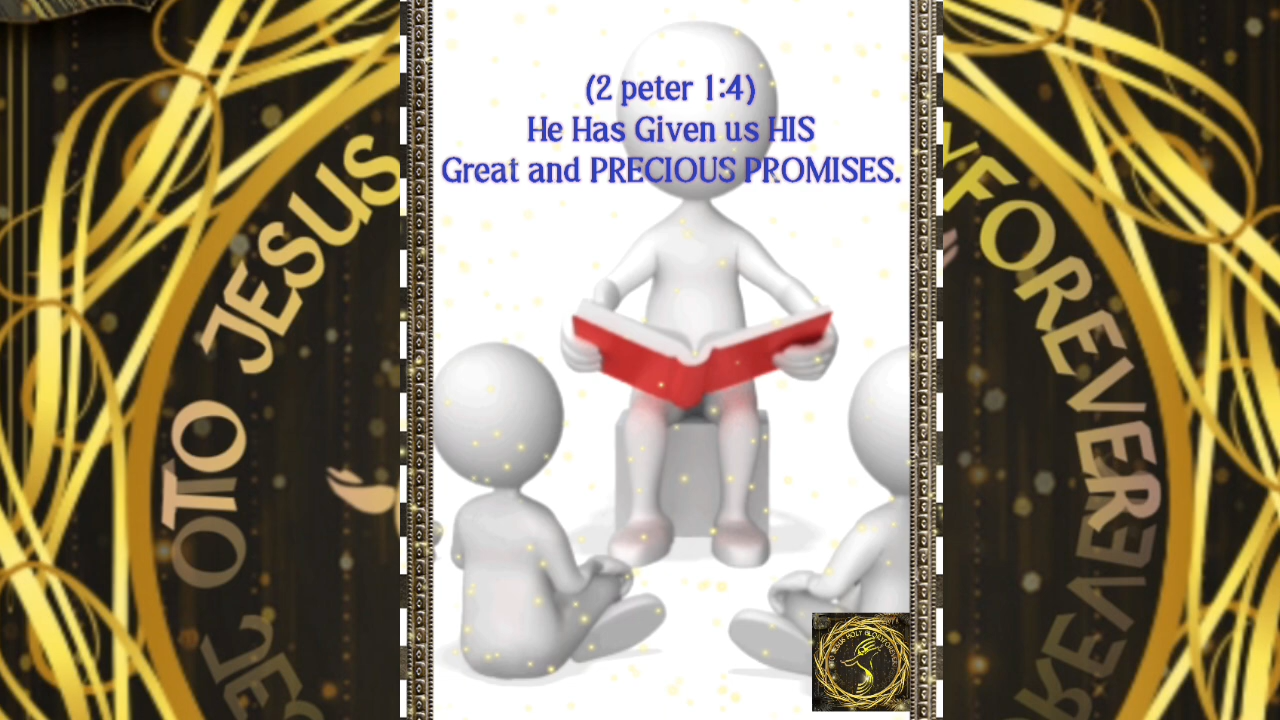 (2 peter 1:4)
He Has Given us HIS
Great and PRECIOUS PROMISES.
OTO JESUS
FOREVER